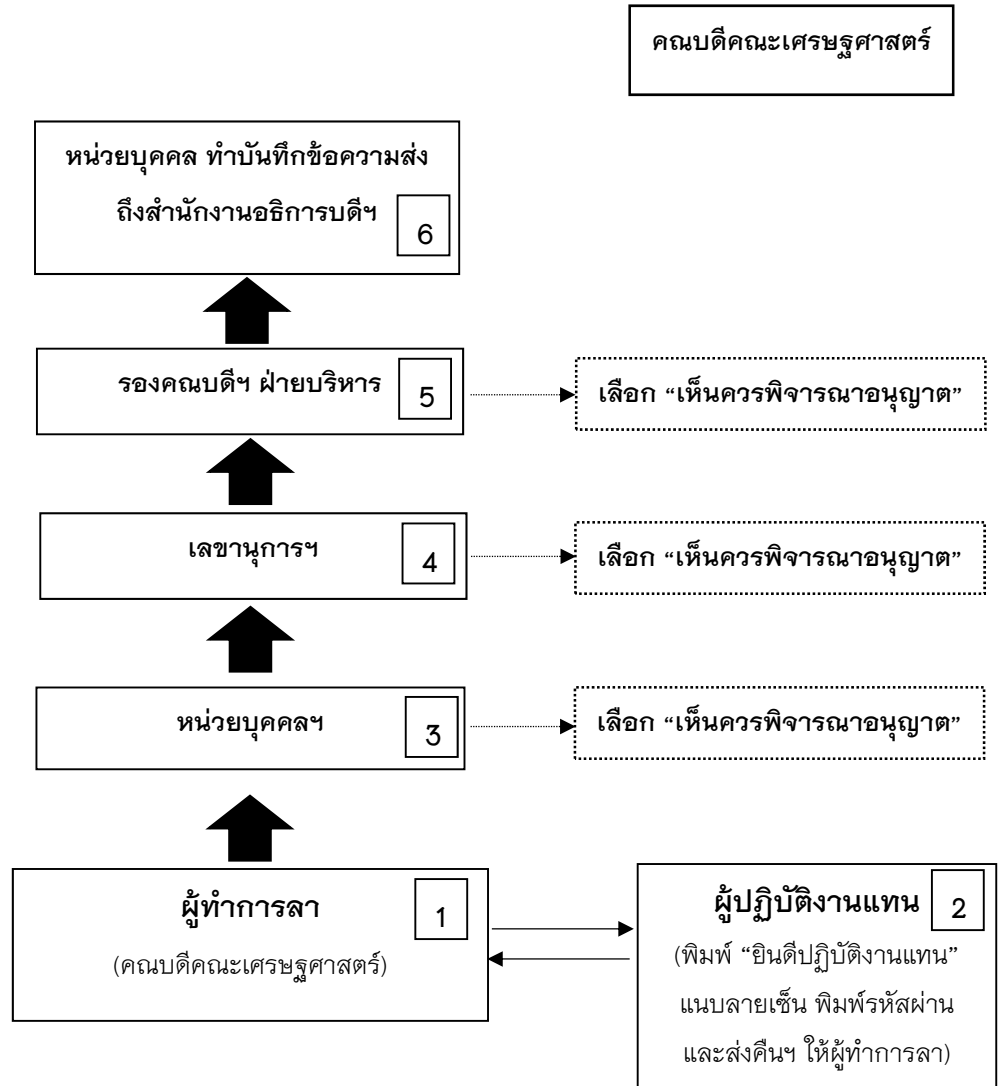 คณบดีคณะเศรษฐศาสตร์
หน่วยบุคคล ทำบันทึกข้อความส่ง
ถึงสำนักงานอธิการบดีฯ
6
รองคณบดีฯ ฝ่ายบริหาร
5
เลือก “เห็นควรพิจารณาอนุญาต”
เลขานุการฯ
4
เลือก “เห็นควรพิจารณาอนุญาต”
หน่วยบุคคลฯ
3
เลือก “เห็นควรพิจารณาอนุญาต”
ผู้ทำการลา
1
(คณบดีคณะเศรษฐศาสตร์)
ผู้ปฏิบัติงานแทน
2
(พิมพ์ “ยินดีปฏิบัติงานแทน”
แนบลายเซ็น พิมพ์รหัสผ่าน
และส่งคืนฯ ให้ผู้ทำการลา)